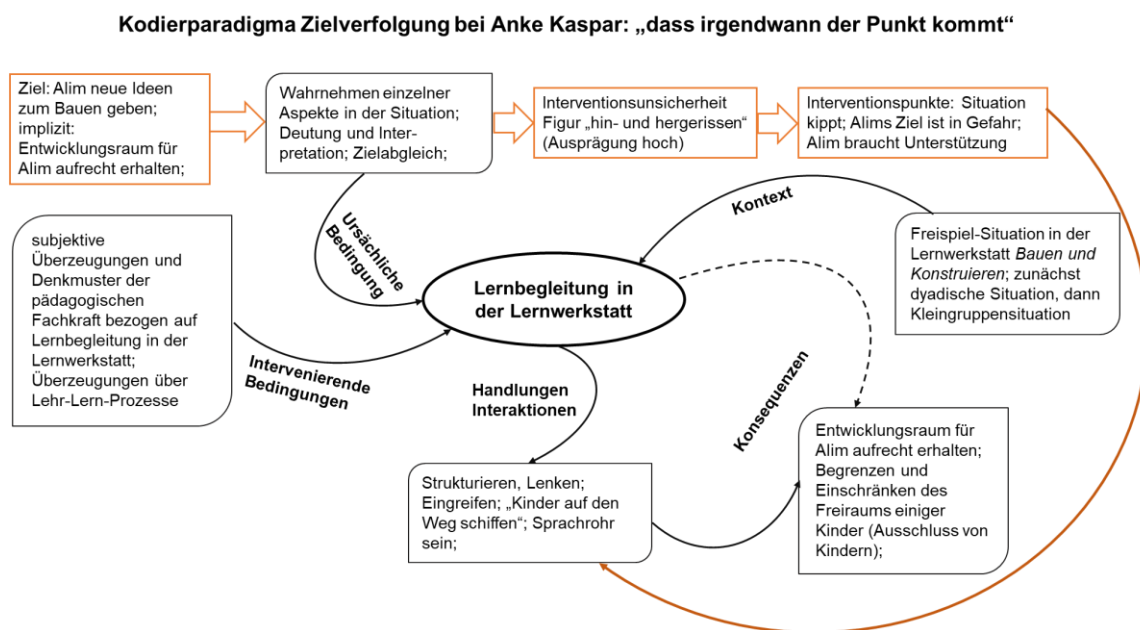 Kodierparadigma Zielverfolgung bei Anke Kaspar: „dass irgendwann der Punkt kommt“
Ziel: Alim neue Ideen
zum Bauen geben;
implizit:
Entwicklungsraum für
Alim aufrecht erhalten;
Wahrnehmen einzelner
Aspekte in der Situation;
Deutung und Inter-
pretation; Zielabgleich;
Interventionsunsicherheit
Figur „hin- und hergerissen“
(Ausprägung hoch)
Interventionspunkte: Situation
kippt; Alims Ziel ist in Gefahr;
Alim braucht Unterstützung
Ursächliche
Bedingung
Kontext
subjektive
Überzeugungen und
Denkmuster der
pädagogischen
Fachkraft bezogen auf
Lernbegleitung in der
Lernwerkstatt;
Überzeugungen über
Lehr-Lern-Prozesse
Lernbegleitung in
der Lernwerkstatt
Freispiel-Situation in der
Lernwerkstatt Bauen und
Konstruieren; zunächst
dyadische Situation, dann
Kleingruppensituation
Intervenierende
Bedingungen
Handlungen
Interaktionen
Konsequenzen
Strukturieren, Lenken;
Eingreifen; „Kinder auf den
Weg schiffen“; Sprachrohr
sein;
Entwicklungsraum für
Alim aufrecht erhalten;
Begrenzen und
Einschränken des
Freiraums einiger
Kinder (Ausschluss von
Kindern);